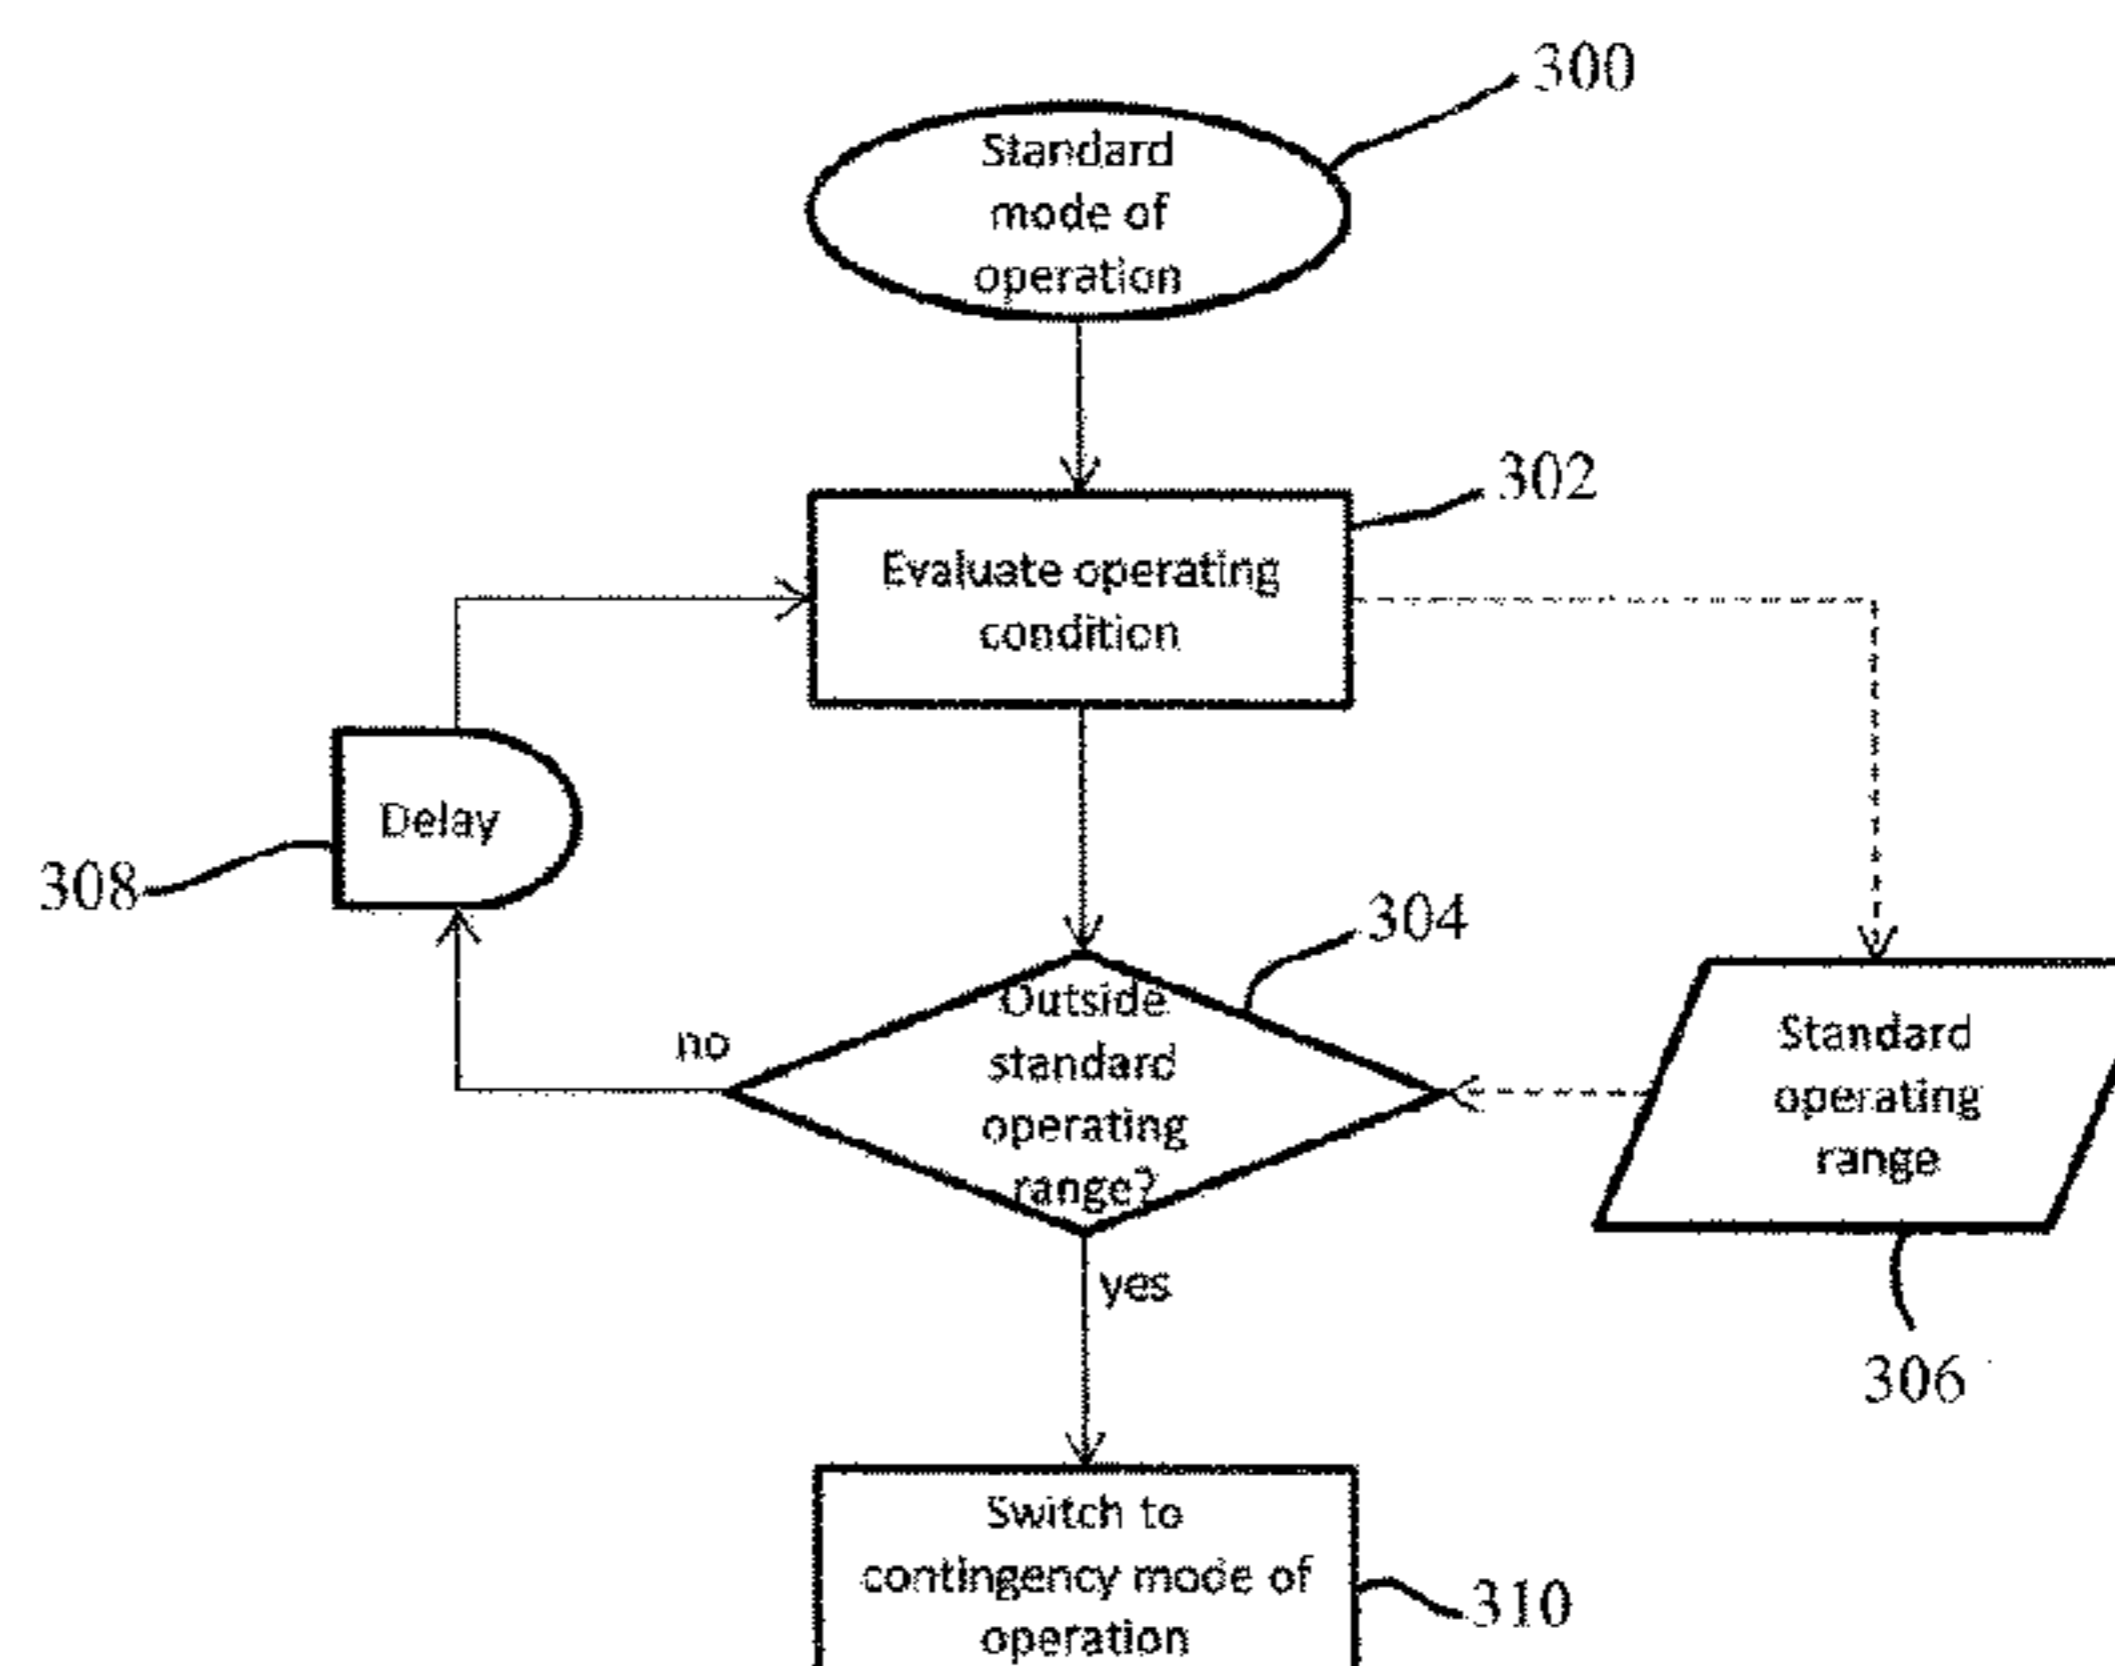 300
Standard
mode of
operation
302
Evaluate operating
condition
Delay
308
304
Outside
standard
operating
range?
no
Standard
operating
range
yes
306
Switch to
contingency mode of
operation
310